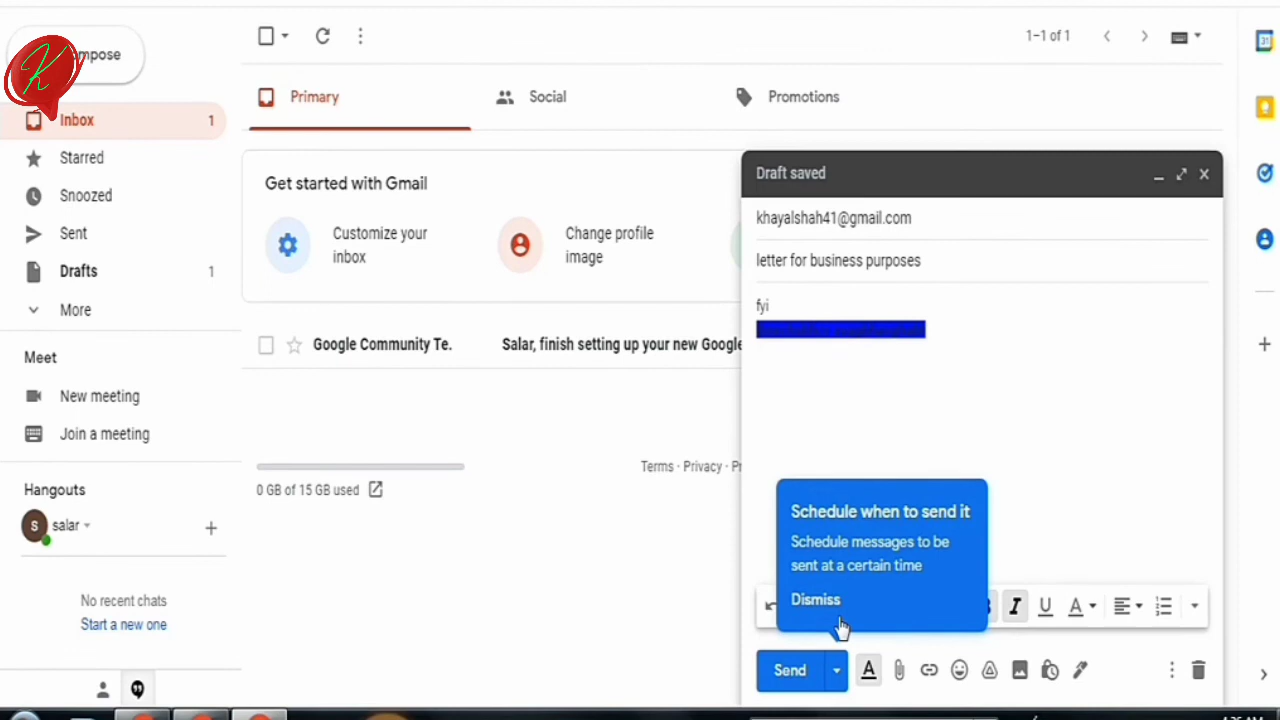 K
mpose
Inbox 1
Starred
Snoozed
Sent
Drafts 1
More
Meet
New meeting
Join a meeting
Hangouts
S salar
No recent chats
Start a new one
1–1 of 1
Primary
Social
Promotions
Get started with Gmail
Customize your
inbox
Change profile
image
Google Community Te. Salar, finish setting up your new Google
0 GB of 15 GB used
Terms · Privacy · Pr
Draft saved
khayalshah41@gmail.com
letter for business purposes
fyi
Schedule when to send it
Schedule messages to be
sent at a certain time
Dismiss
I U A
Send A
31